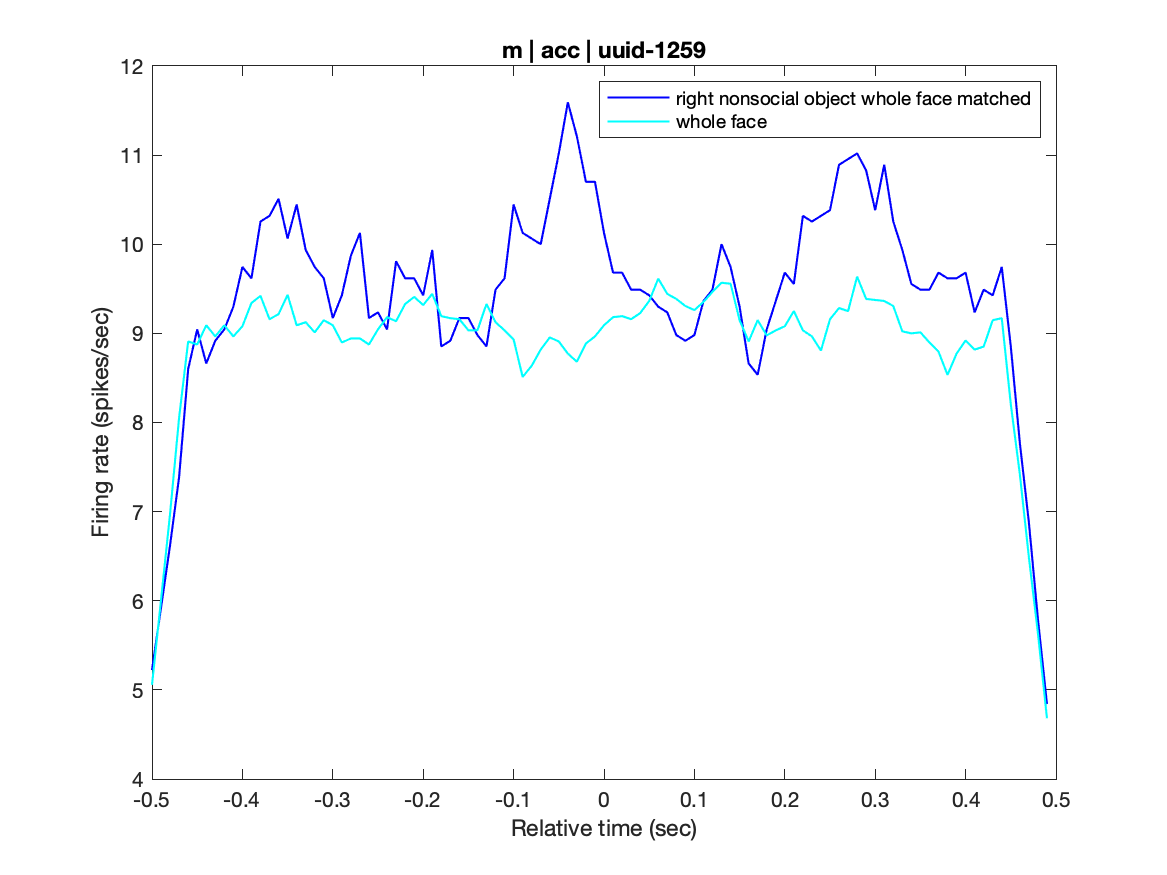 m | acc | uuid-1259
right nonsocial object whole face matched
whole face
12
11
10
9
8
7
6
5
4
Firing rate (spikes/sec)
-0.5 -0.4 -0.3 -0.2 -0.1 0 0.1 0.2 0.3 0.4 0.5
Relative time (sec)